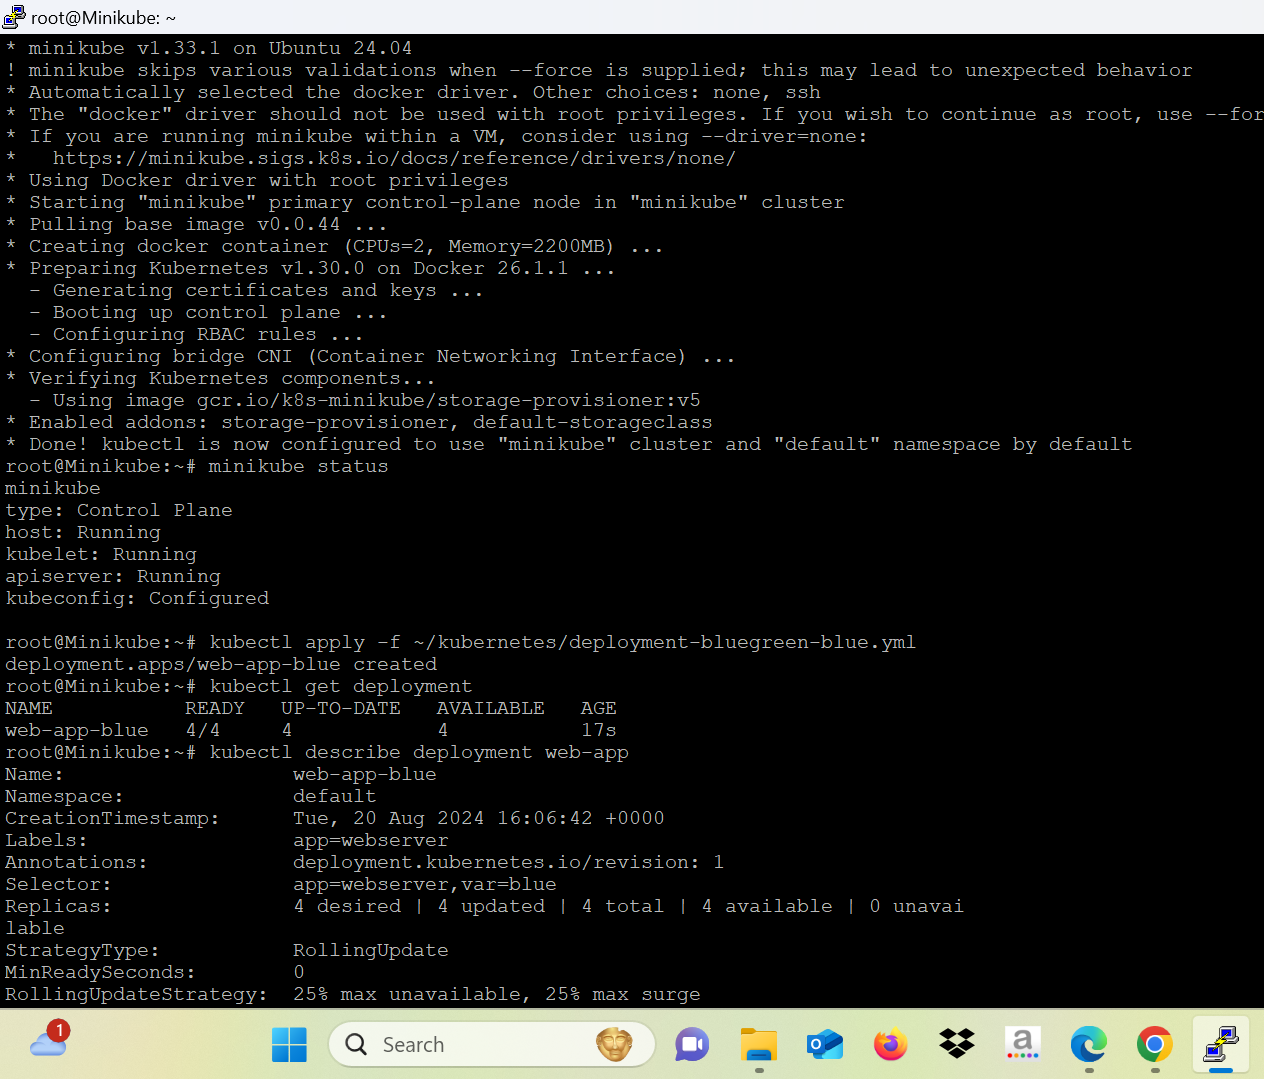 root@Minikube: ~
* minikube v1.33.1 on Ubuntu 24.04
! minikube skips various validations when --force is supplied; this may lead to unexpected behavior
* Automatically selected the docker driver. Other choices: none, ssh
* The "docker" driver should not be used with root privileges. If you wish to continue as root, use --for
* If you are running minikube within a VM, consider using --driver=none:
*   https://minikube.sigs.k8s.io/docs/reference/drivers/none/
* Using Docker driver with root privileges
* Starting "minikube" primary control-plane node in "minikube" cluster
* Pulling base image v0.0.44 ...
* Creating docker container (CPUs=2, Memory=2200MB) ...
* Preparing Kubernetes v1.30.0 on Docker 26.1.1 ...
  - Generating certificates and keys ...
  - Booting up control plane ...
  - Configuring RBAC rules ...
* Configuring bridge CNI (Container Networking Interface) ...
* Verifying Kubernetes components...
  - Using image gcr.io/k8s-minikube/storage-provisioner:v5
* Enabled addons: storage-provisioner, default-storageclass
* Done! kubectl is now configured to use "minikube" cluster and "default" namespace by default
root@Minikube:~# minikube status
minikube
type: Control Plane
host: Running
kubelet: Running
apiserver: Running
kubeconfig: Configured
root@Minikube:~# kubectl apply -f ~/kubernetes/deployment-bluegreen-blue.yml
deployment.apps/web-app-blue created
root@Minikube:~# kubectl get deployment
NAME           READY   UP-TO-DATE   AVAILABLE   AGE
web-app-blue   4/4     4            4           17s
root@Minikube:~# kubectl describe deployment web-app
Name:                   web-app-blue
Namespace:              default
CreationTimestamp:      Tue, 20 Aug 2024 16:06:42 +0000
Labels:                 app=webserver
Annotations:            deployment.kubernetes.io/revision: 1
Selector:               app=webserver,var=blue
Replicas:               4 desired | 4 updated | 4 total | 4 available | 0 unavai
lable
StrategyType:           RollingUpdate
MinReadySeconds:        0
RollingUpdateStrategy:  25% max unavailable, 25% max surge
1
Search
a